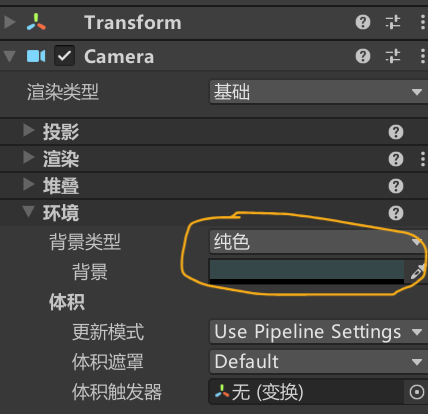 Transform
Camera
渲染类型 基础
投影
渲染
堆叠
环境
背景类型 纯色
背景
体积
更新模式 Use Pipeline Settings
体积遮罩 Default
体积触发器 无 (变换)